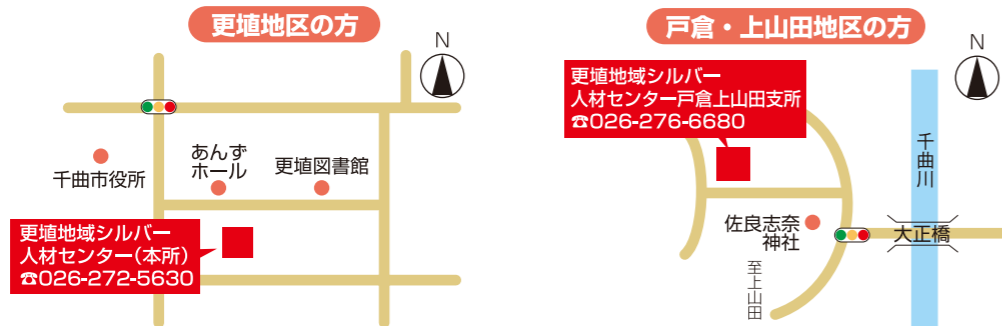 更埴地区の方
N
千曲市役所
あんず
ホール
更埴図書館
更埴地域シルバー
人材センター(本所)
☎026-272-5630
戸倉・上山田地区の方
N
更埴地域シルバー
人材センター戸倉上山田支所
☎026-276-6680
千曲川
佐良志奈
神社
大正橋
至上山田